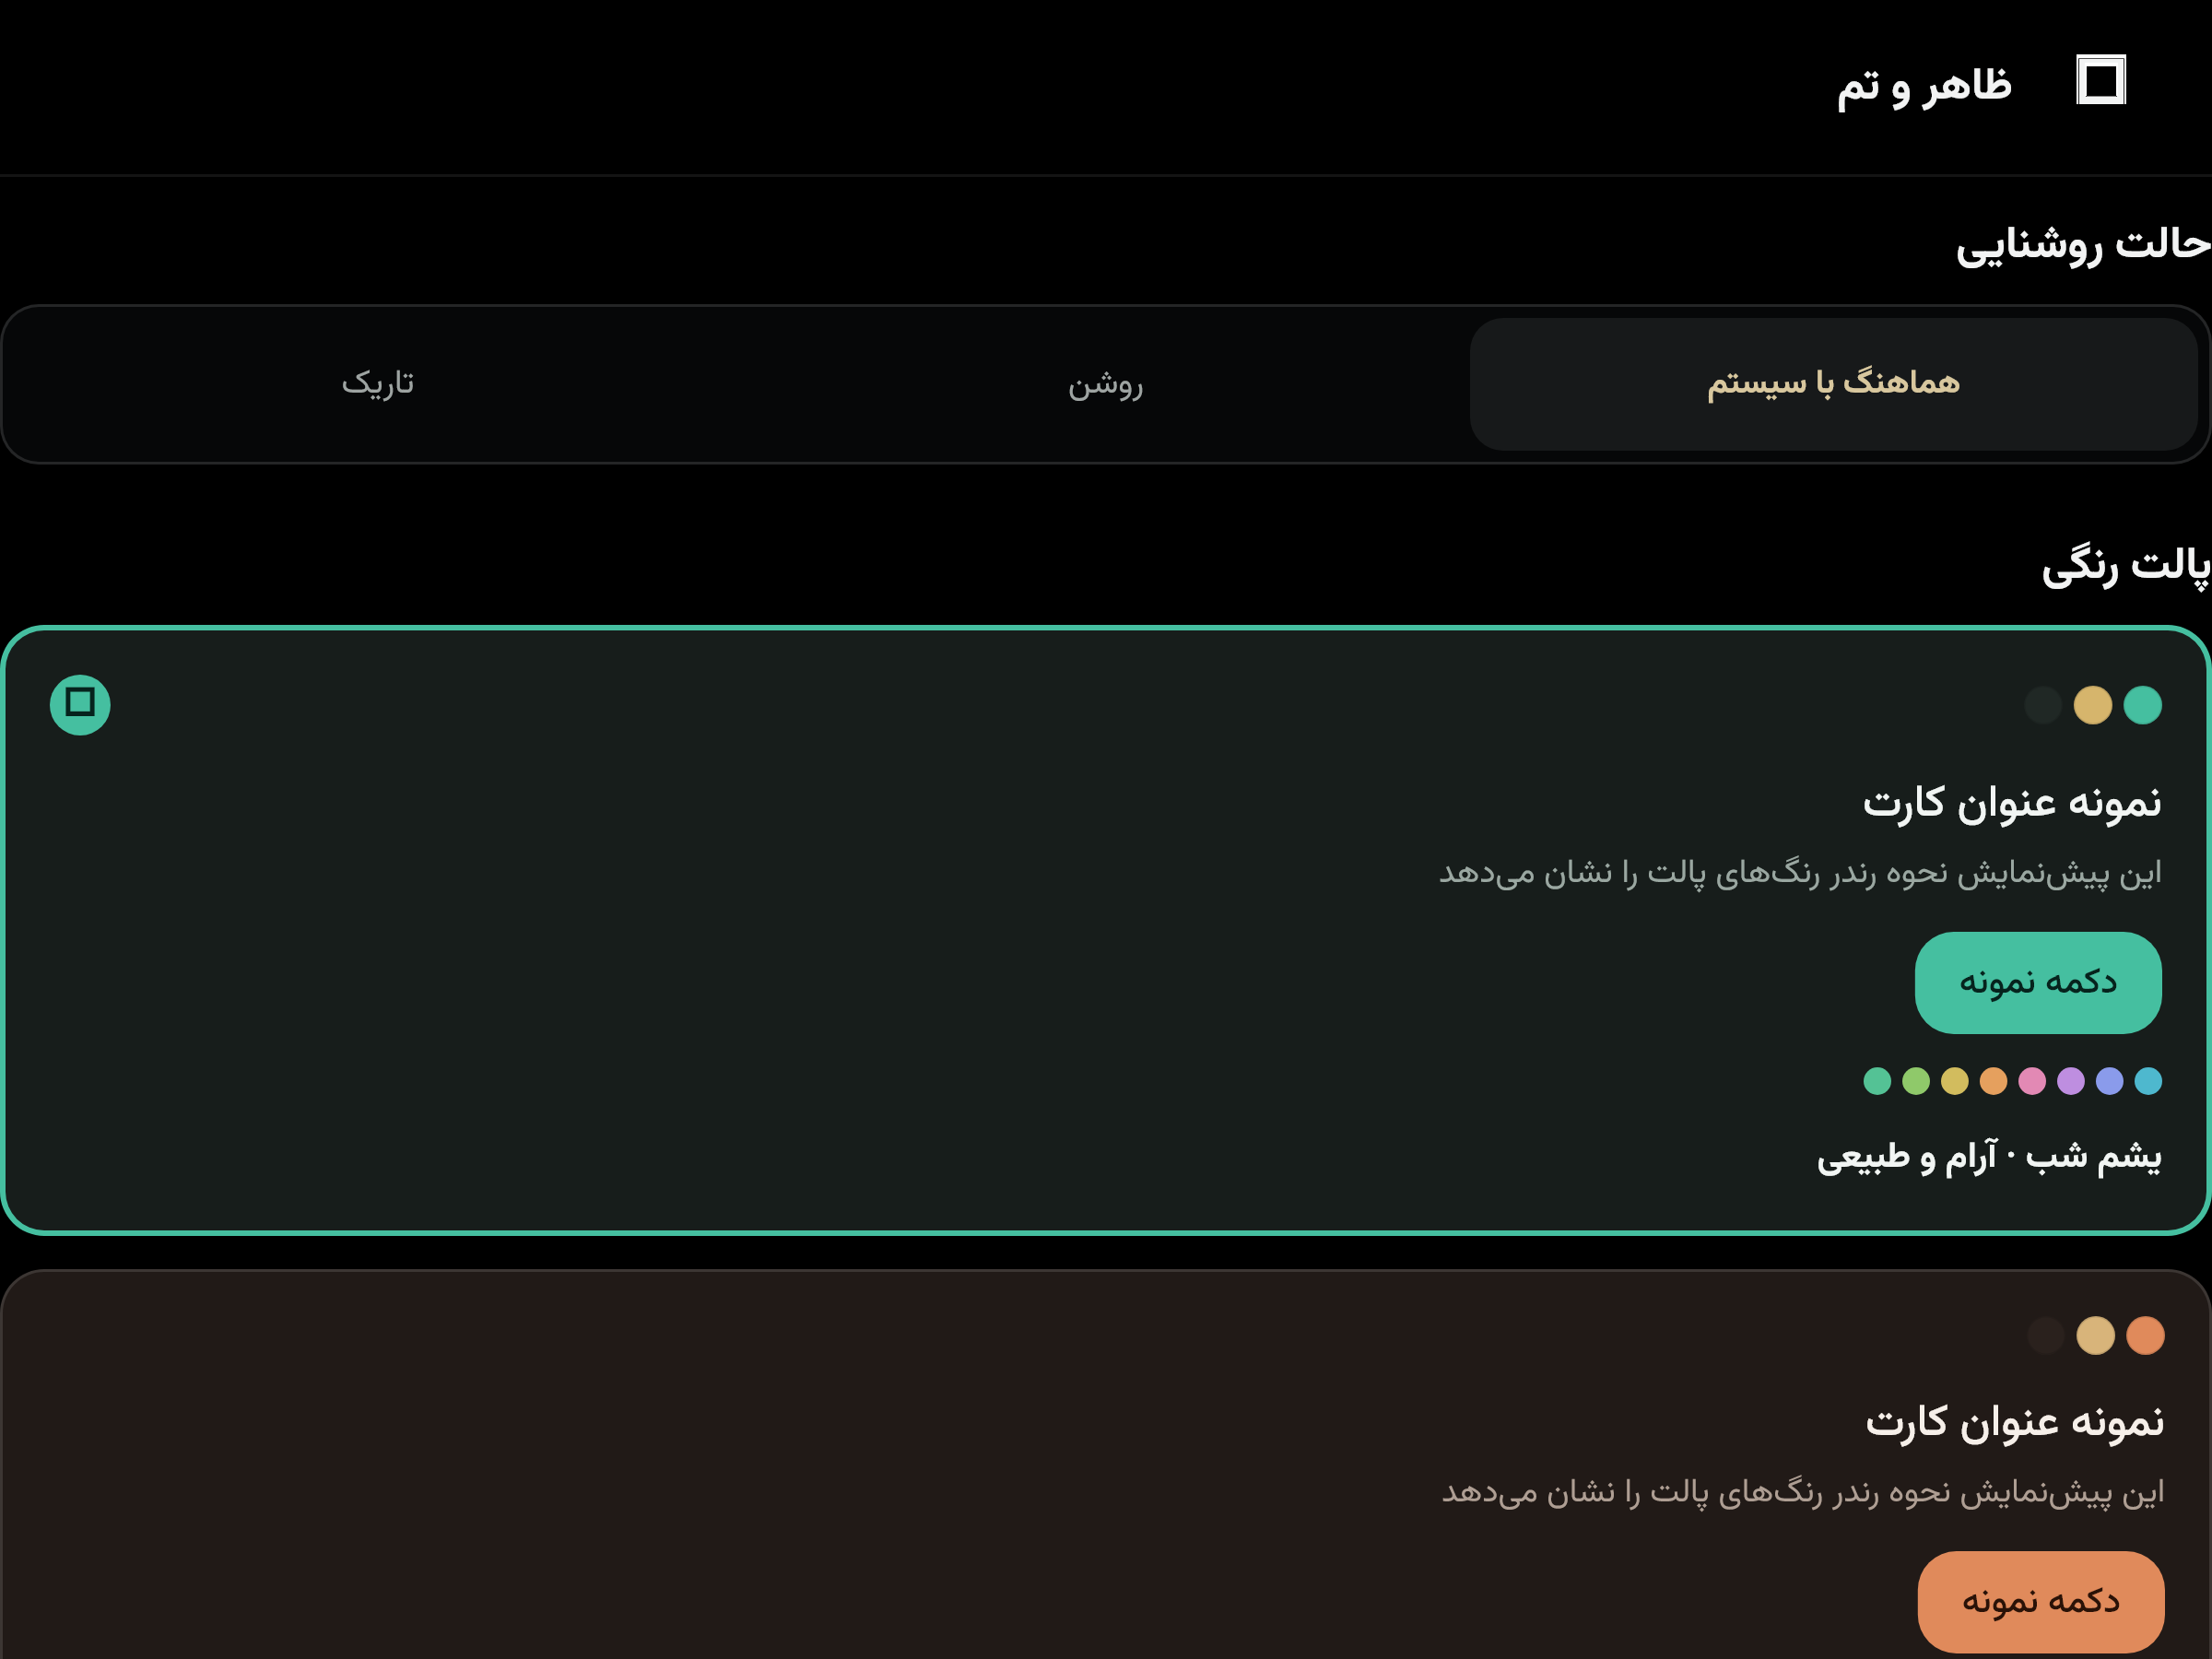 ظاهر و تم
حالت روشنایی
هماهنگ با سیستم
روشن
تاریک
پالت رنگی
نمونه عنوان کارت
این پیش‌نمایش نحوه رندر رنگ‌های پالت را نشان می‌دهد
دکمه نمونه
یشم شب · آرام و طبیعی
نمونه عنوان کارت
این پیش‌نمایش نحوه رندر رنگ‌های پالت را نشان می‌دهد
دکمه نمونه